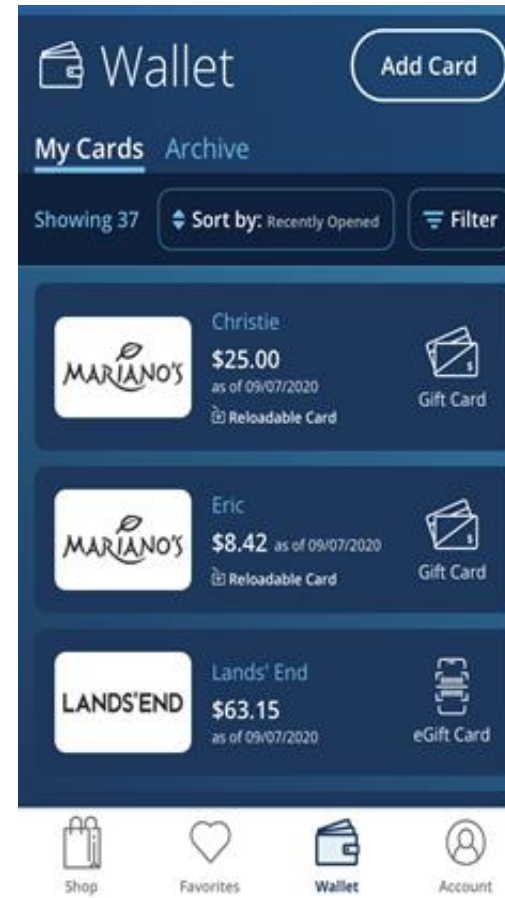 Wallet
Add Card
My Cards Archive
Showing 37 Sort by: Recently Opened Filter
MARIANO'S
Christie
$25.00
as of 09/07/2020
Reloadable Card
Gift Card
MARIANO'S
Eric
$8.42 as of 09/07/2020
Reloadable Card
Gift Card
LANDS'END
Lands' End
$63.15
as of 09/07/2020
eGift Card
Shop Favorites Wallet Account